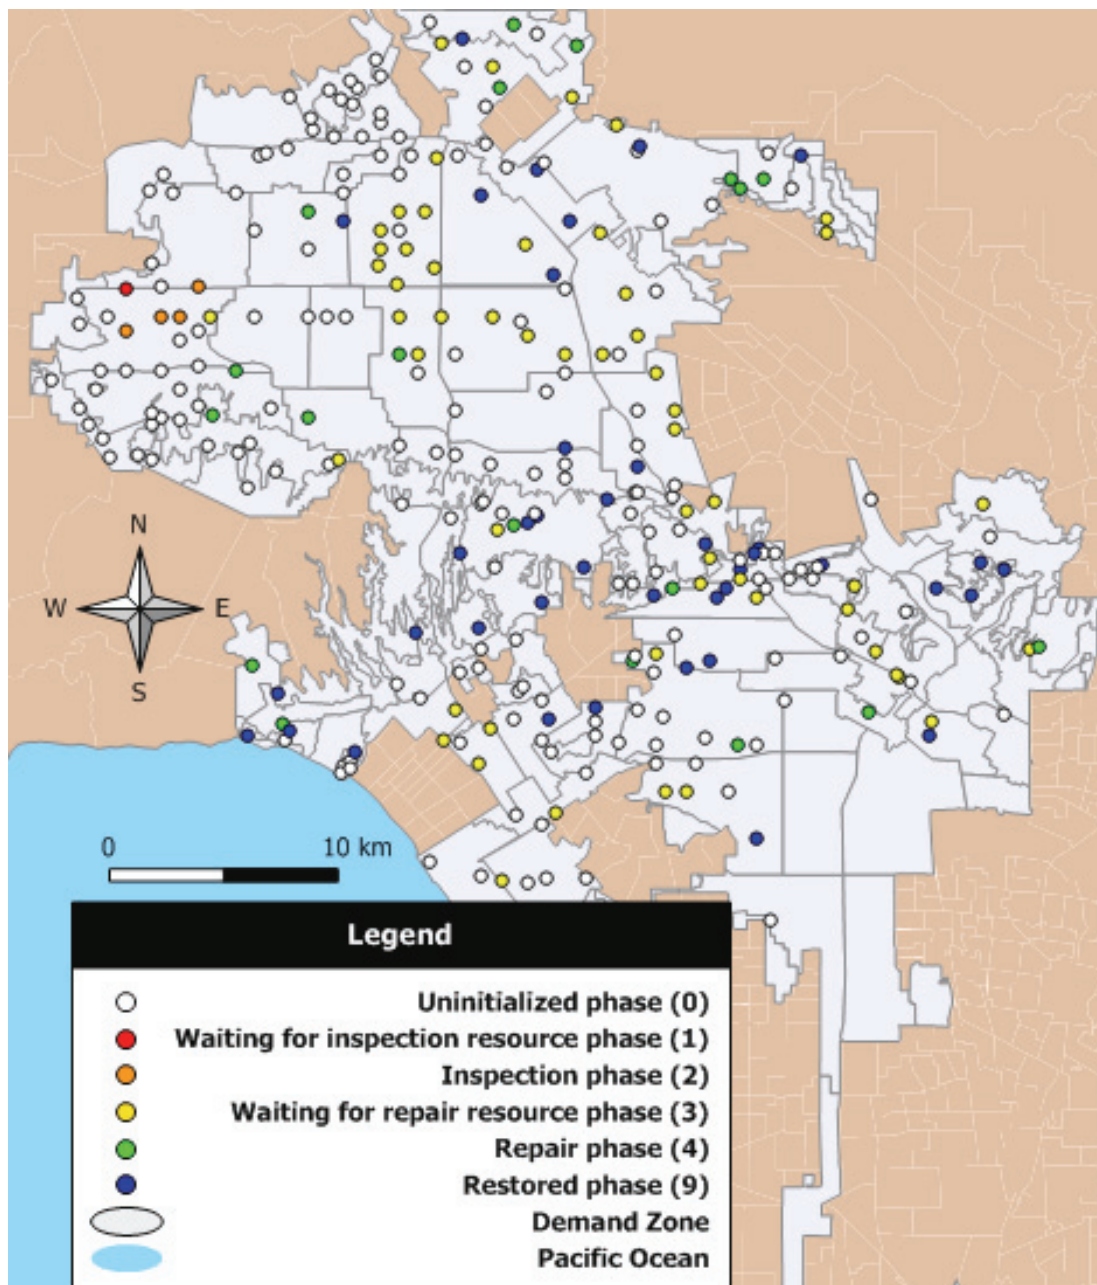 N
W E
S
0 10 km
Legend
Uninitialized phase (0)
Waiting for inspection resource phase (1)
Inspection phase (2)
Waiting for repair resource phase (3)
Repair phase (4)
Restored phase (9)
Demand Zone
Pacific Ocean